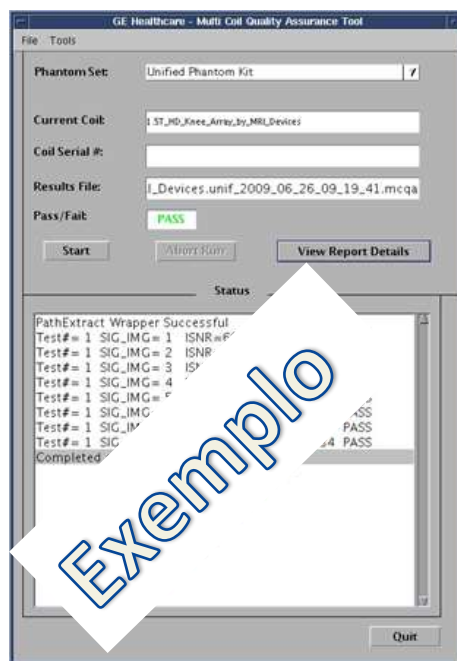 GE Healthcare - Multi Coil Quality Assurance Tool
File Tools
Phantom Set: Unified Phantom Kit
Current Coil: 1.5T_HD_Knee_Array_by_MRI_Devices
Coil Serial #:
Results File: I_Devices.unif_2009_06_26_09_19_41.mcqa
Pass/Fail: PASS
Start Abort Run View Report Details
Status
PathExtract Wrapper Successful
Test#= 1 SIG_IMG= 1 ISNR=6
Test#= 1 SIG_IMG= 2 ISNR
Test#= 1 SIG_IMG= 3
Test#= 1 SIG_IMG= 4
Test#= 1 SIG_IMG=
Test#= 1 SIG_IMG PASS
Test#= 1 PASS
Test#= 1 SIG 34 PASS
Completed
Exemplo
Quit